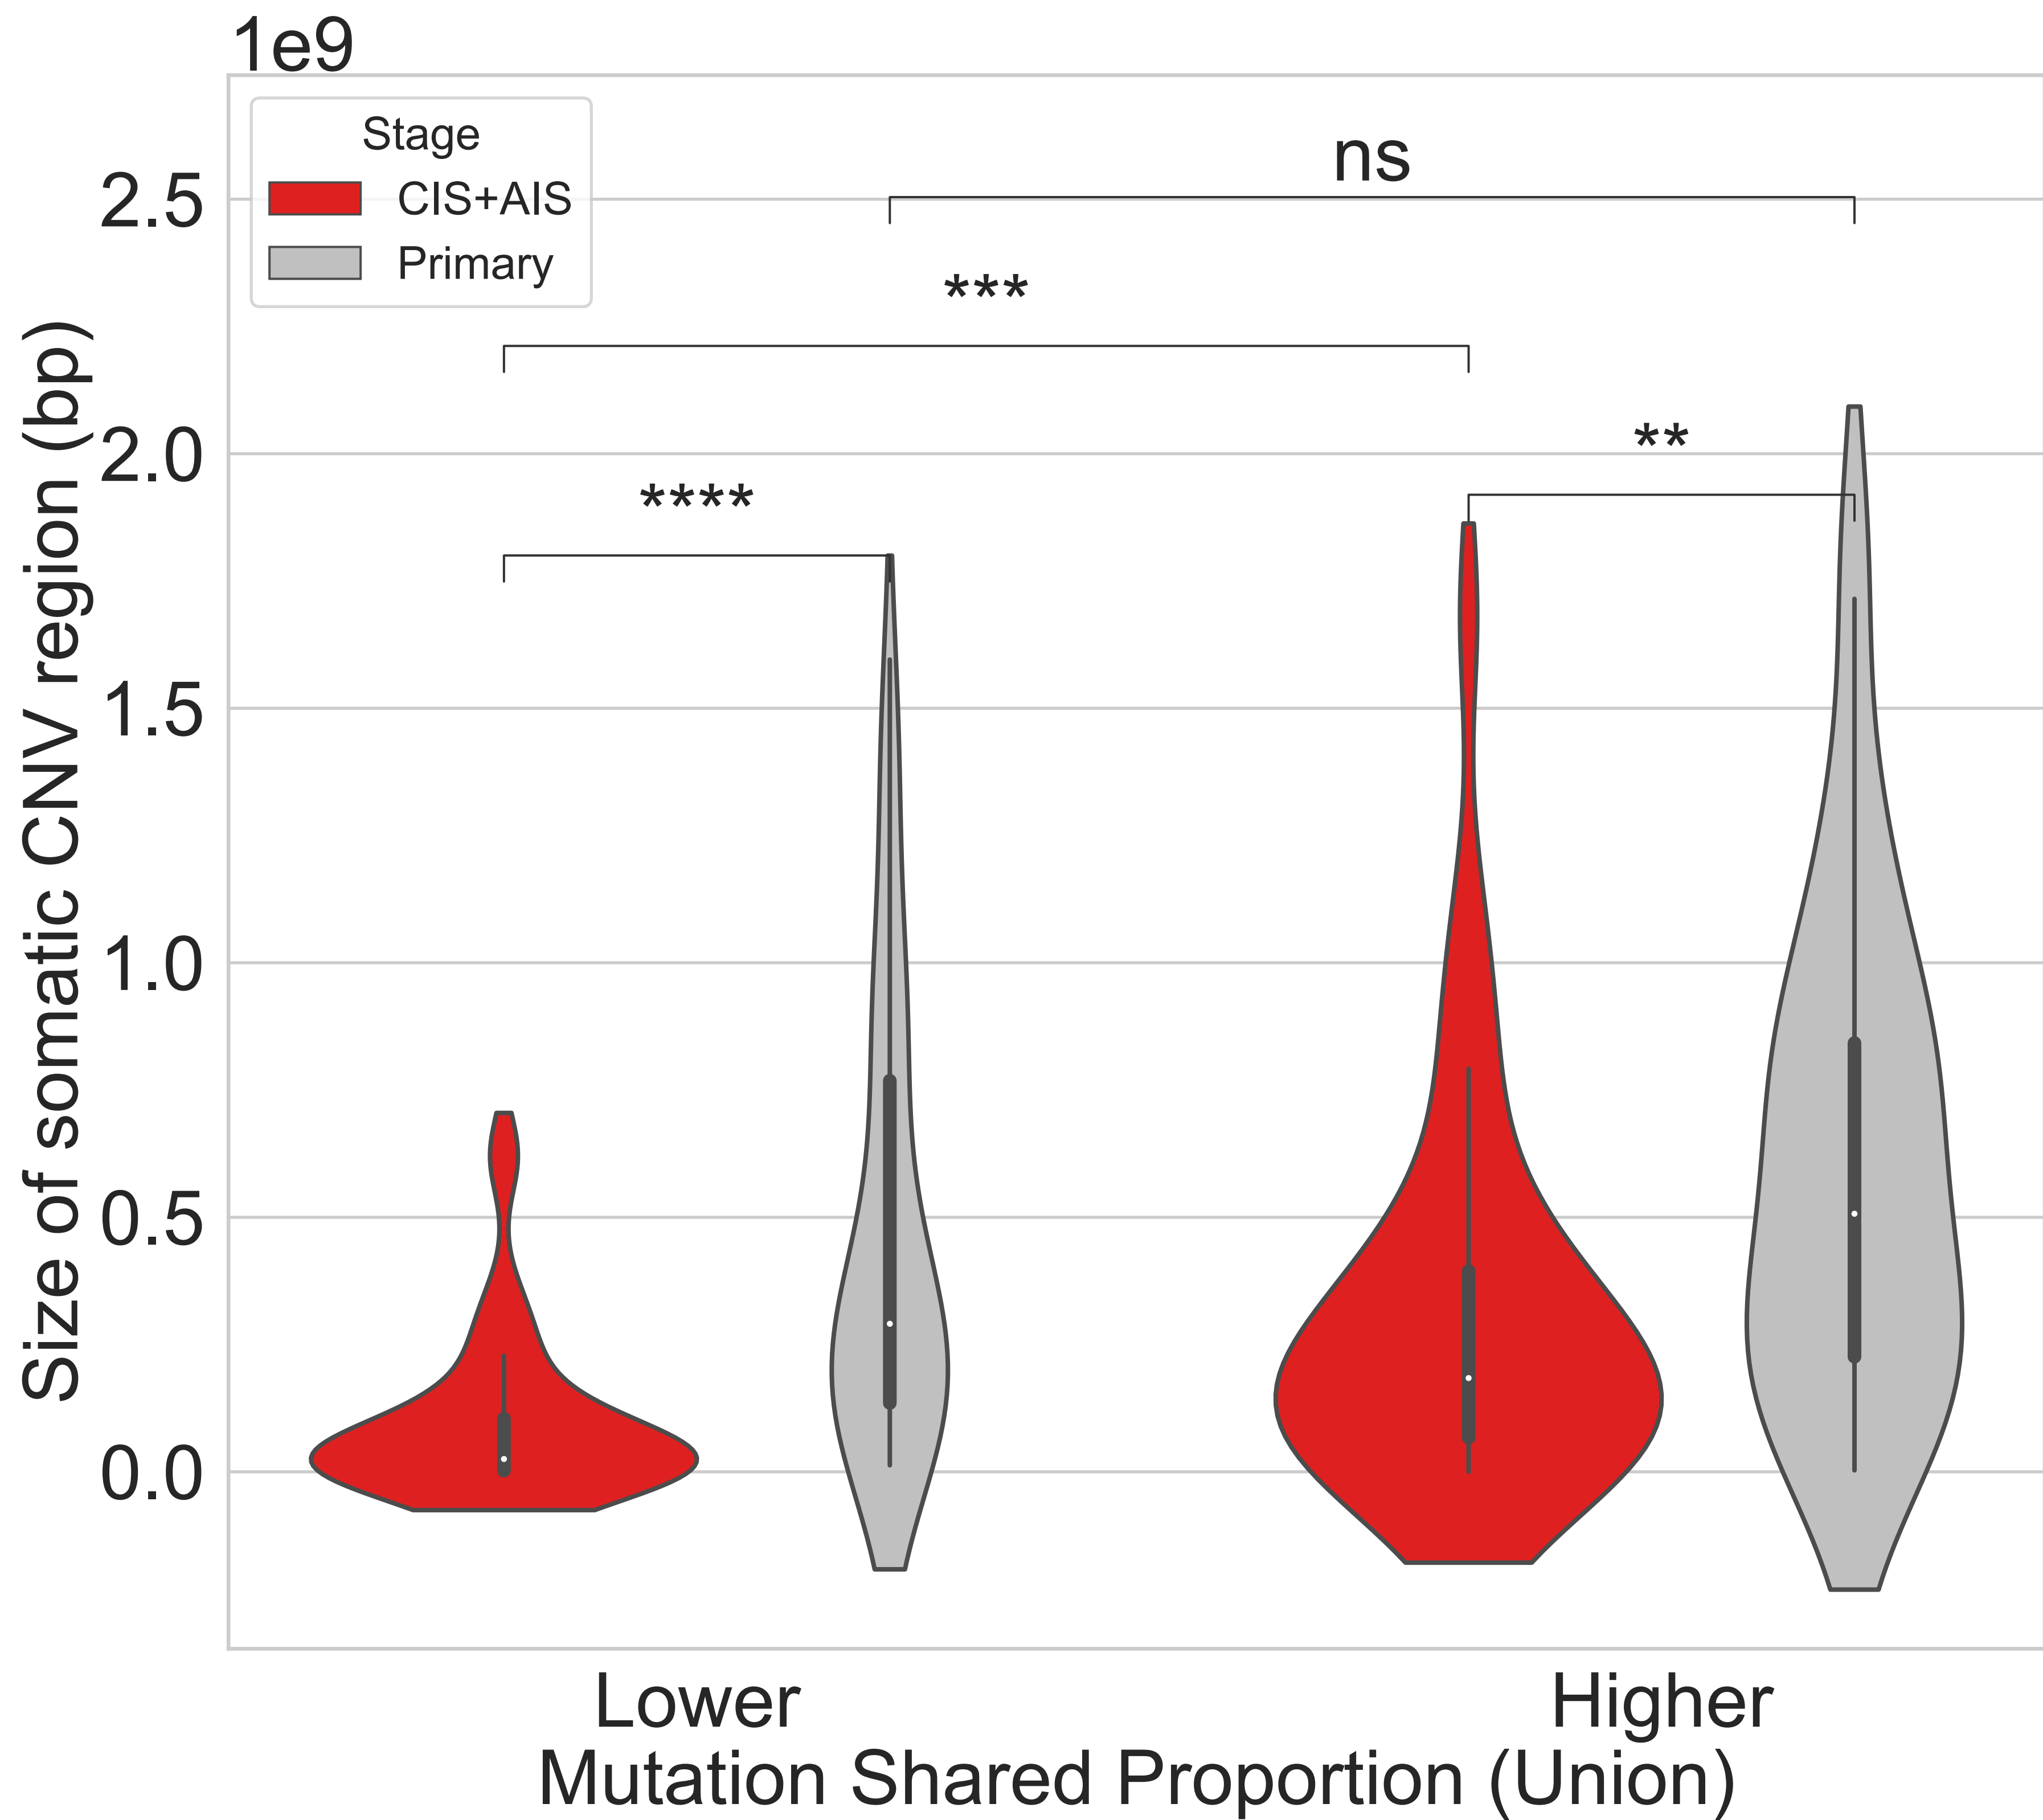 1e9
Stage
CIS+AIS
Primary
ns
***
**
****
2.5
2.0
1.5
1.0
0.5
0.0
Size of somatic CNV region (bp)
Lower
Higher
Mutation Shared Proportion (Union)